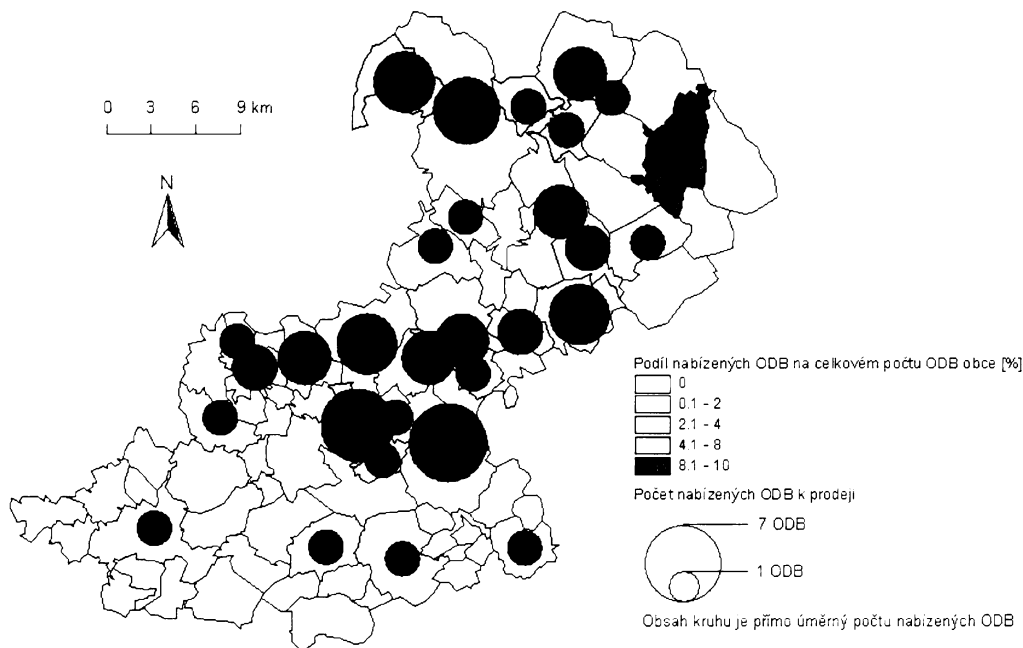 0 3 6 9 km
N
Podíl nabízených ODB na celkovém počtu ODB obce [%]
0
0.1 - 2
2.1 - 4
4.1 - 8
8.1 - 10
Počet nabízených ODB k prodeji
7 ODB
1 ODB
Obsah kruhu je přímo úměrný počtu nabízených ODB